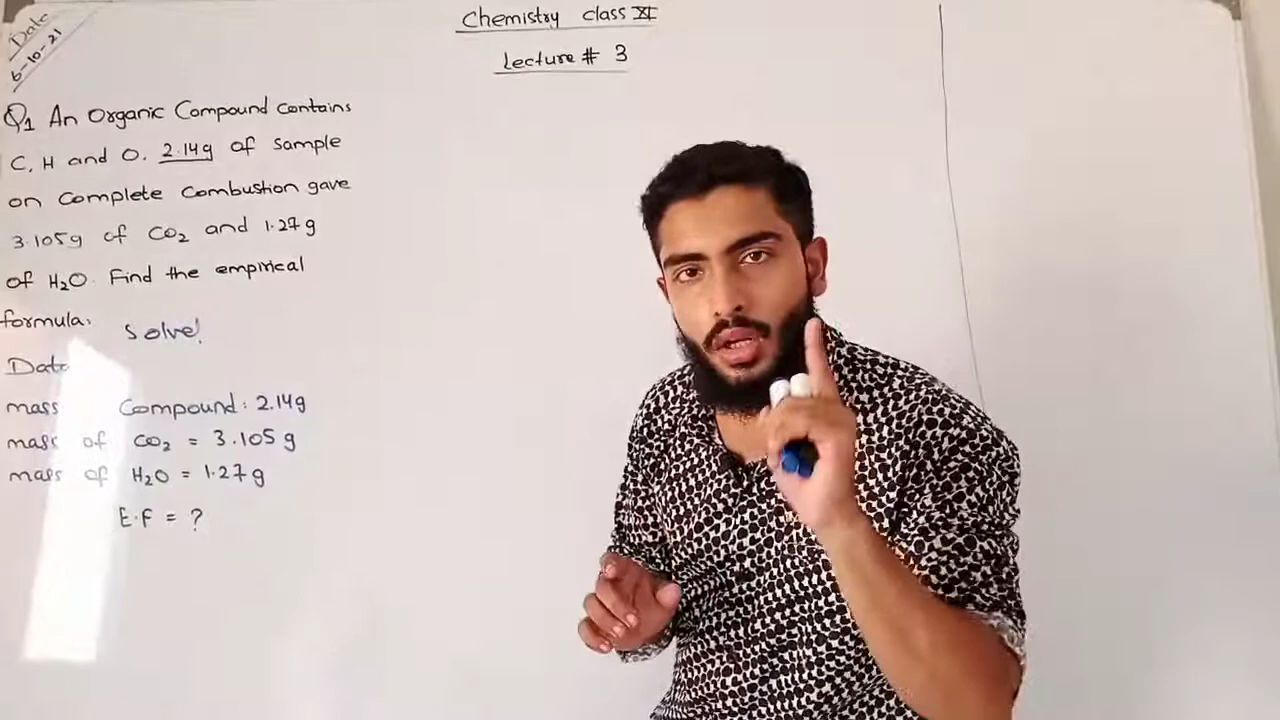 Date
6-10-21
Chemistry class XI
Lecture # 3
Q1 An Organic Compound contains
C, H and O. 2.14g of sample
on complete combustion gave
3.105g of CO2 and 1.27g
of H2O. Find the empirical
formula.
Solve!
Data
mass Compound: 2.14g
mass of CO2 = 3.105 g
mass of H2O = 1.27g
E.F = ?